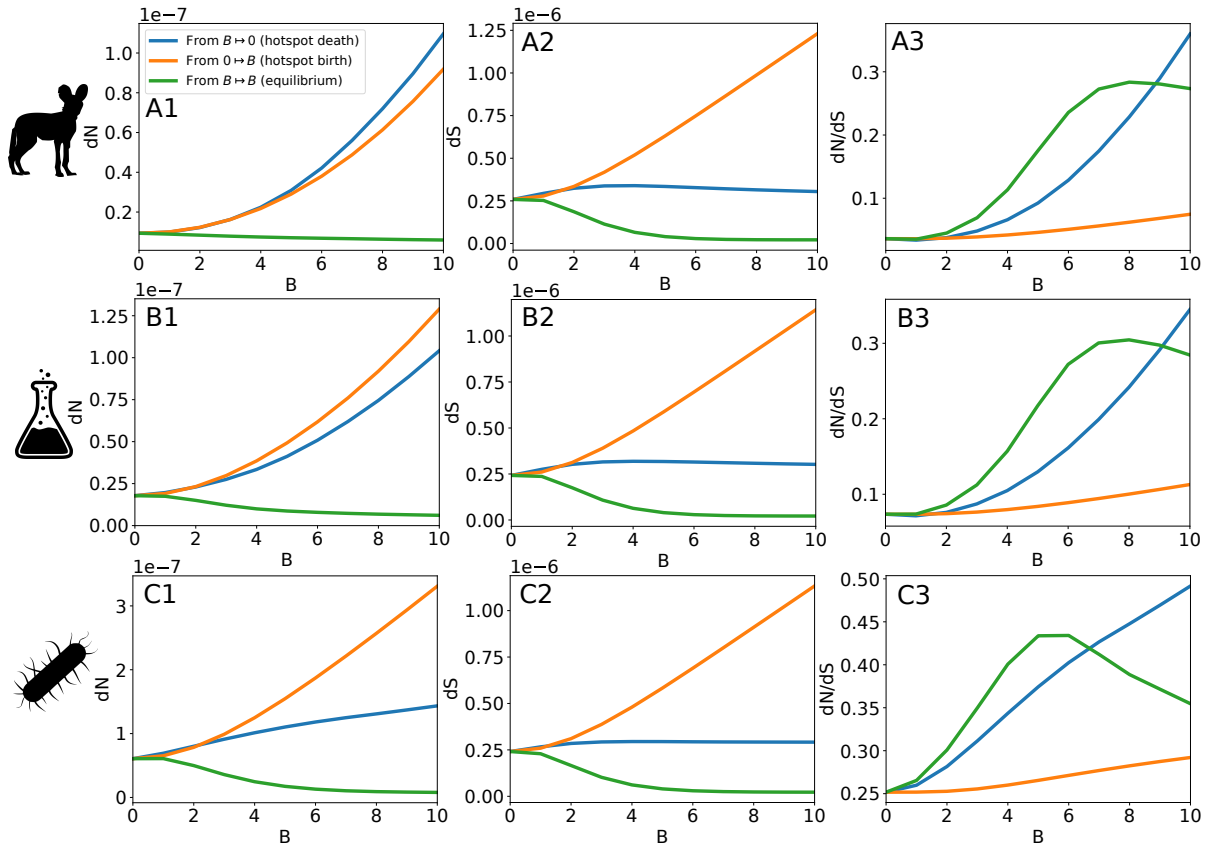 1e−7
A1
From B ↦ 0 (hotspot death)
From 0 ↦ B (hotspot birth)
From B ↦ B (equilibrium)
dN
1.0
0.8
0.6
0.4
0.2
0 2 4 6 8 10
B
1e−6
A2
dS
1.25
1.00
0.75
0.50
0.25
0.00
0 2 4 6 8 10
B
A3
dN/dS
0.3
0.2
0.1
0 2 4 6 8 10
B
1e−7
B1
dN
1.25
1.00
0.75
0.50
0.25
0.00
0 2 4 6 8 10
B
1e−6
B2
dS
1.00
0.75
0.50
0.25
0.00
0 2 4 6 8 10
B
B3
dN/dS
0.3
0.2
0.1
0 2 4 6 8 10
B
1e−7
C1
dN
3
2
1
0
0 2 4 6 8 10
B
1e−6
C2
dS
1.00
0.75
0.50
0.25
0.00
0 2 4 6 8 10
B
C3
dN/dS
0.50
0.45
0.40
0.35
0.30
0.25
0 2 4 6 8 10
B